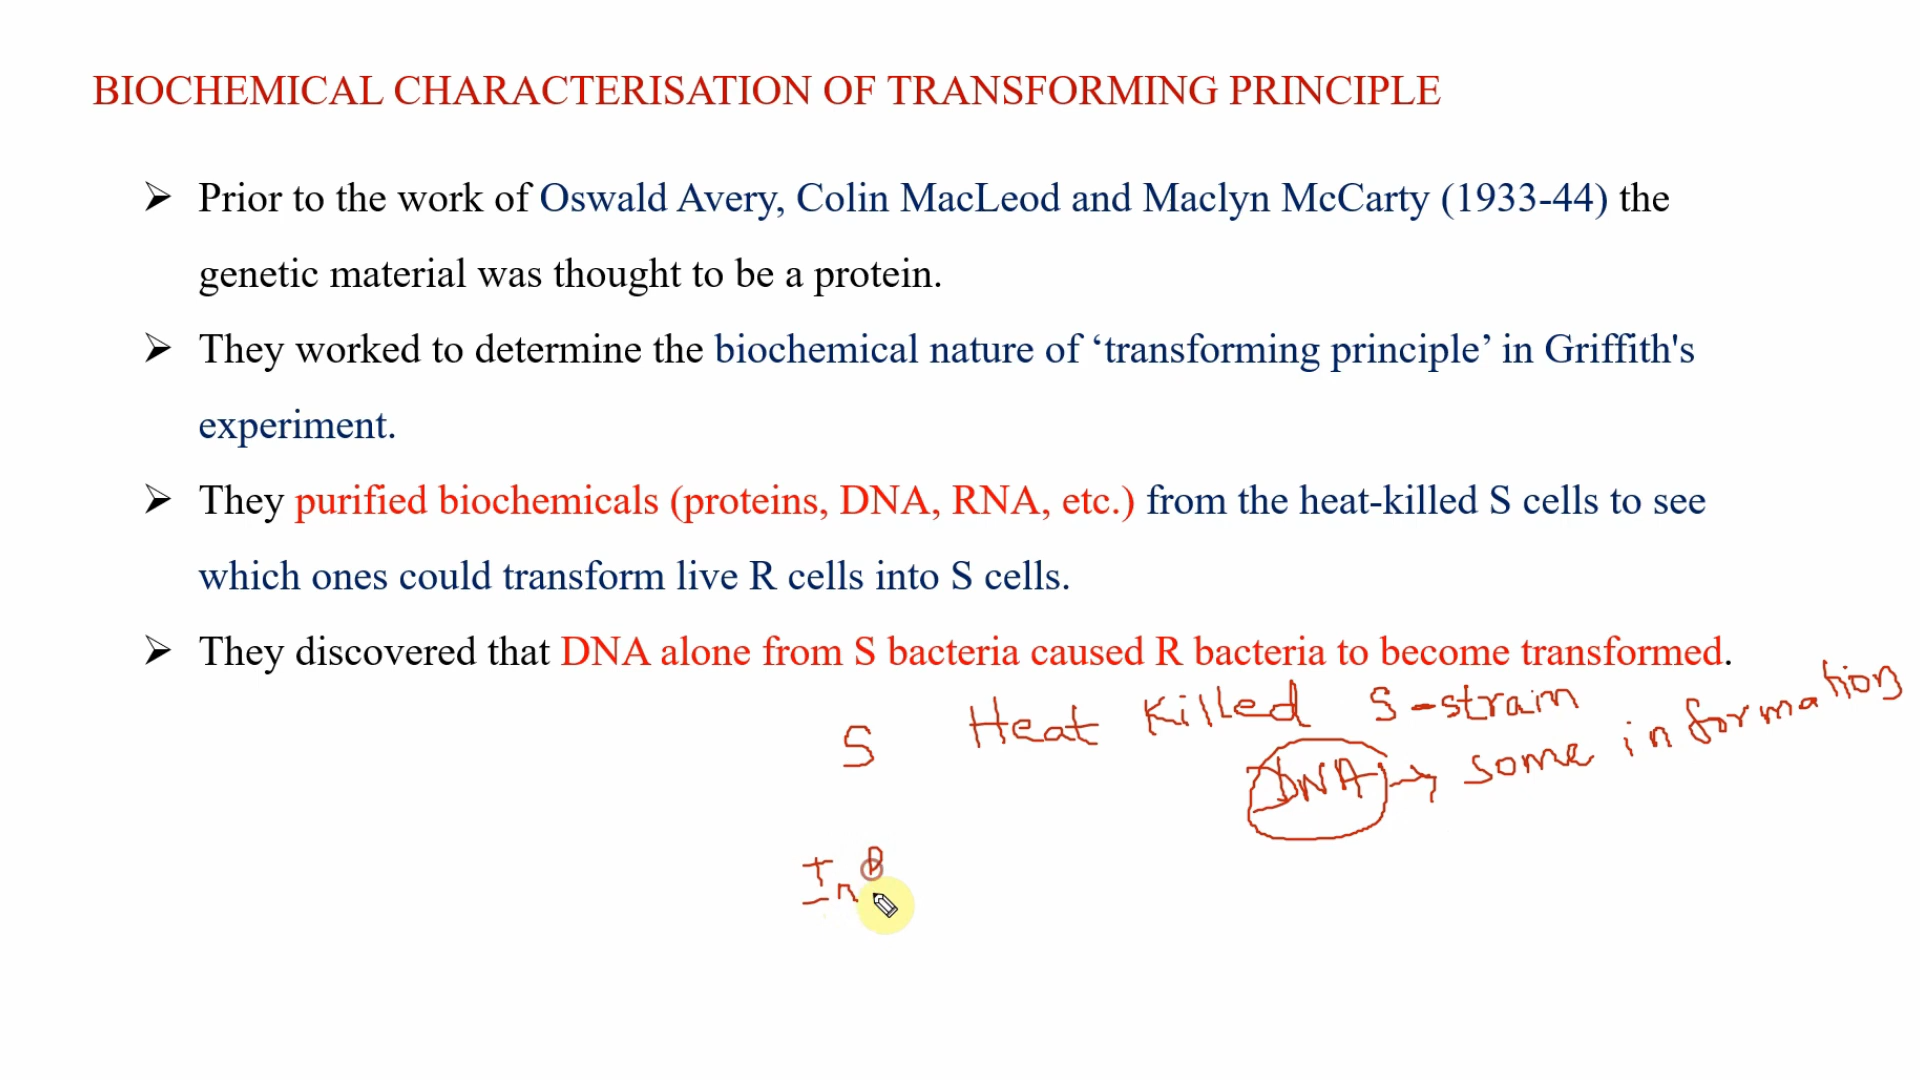 BIOCHEMICAL CHARACTERISATION OF TRANSFORMING PRINCIPLE
➢ Prior to the work of Oswald Avery, Colin MacLeod and Maclyn McCarty (1933-44) the
genetic material was thought to be a protein.
➢ They worked to determine the biochemical nature of ‘transforming principle’ in Griffith's
experiment.
➢ They purified biochemicals (proteins, DNA, RNA, etc.) from the heat-killed S cells to see
which ones could transform live R cells into S cells.
➢ They discovered that DNA alone from S bacteria caused R bacteria to become transformed.
S Heat Killed S-strain
DNA → some information
In